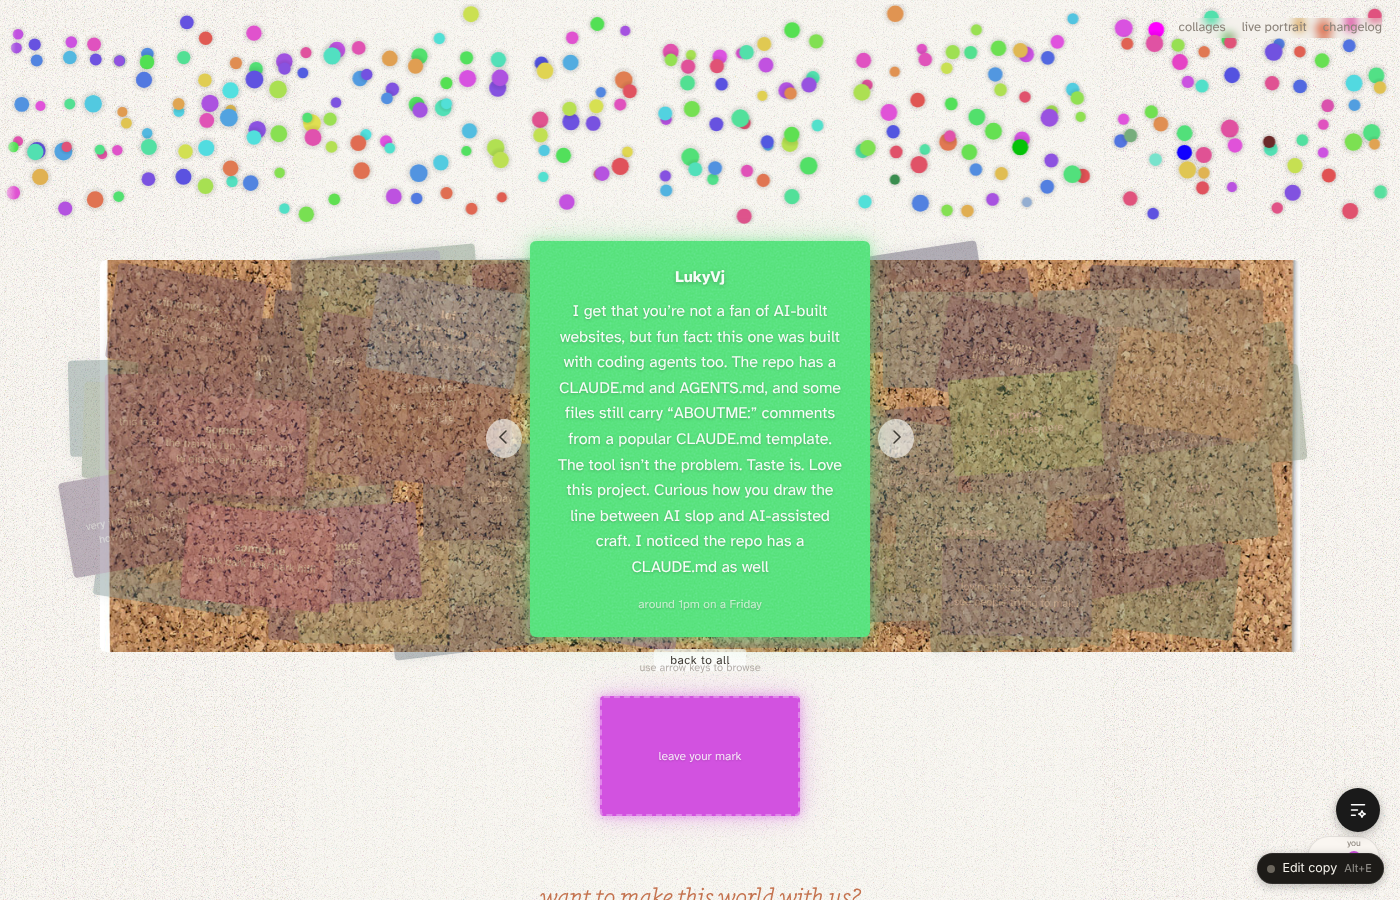 collages live portrait changelog
LukyVj
I get that you’re not a fan of AI-built
websites, but fun fact: this one was built
with coding agents too. The repo has a
CLAUDE.md and AGENTS.md, and some
files still carry “ABOUTME:” comments
from a popular CLAUDE.md template.
The tool isn’t the problem. Taste is. Love
this project. Curious how you draw the
line between AI slop and AI-assisted
craft. I noticed the repo has a
CLAUDE.md as well
around 1pm on a Friday
someone
someone
very
back to all
use arrow keys to browse
leave your mark
you
Edit copy Alt+E
want to make this world with us?